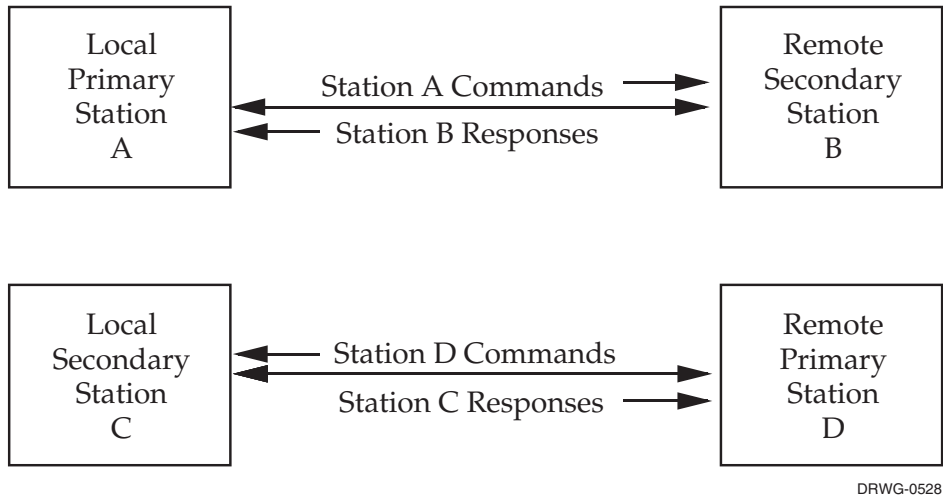 Local
Primary
Station
A
Station A Commands
Station B Responses
Remote
Secondary
Station
B
Local
Secondary
Station
C
Station D Commands
Station C Responses
Remote
Primary
Station
D
DRWG-0528